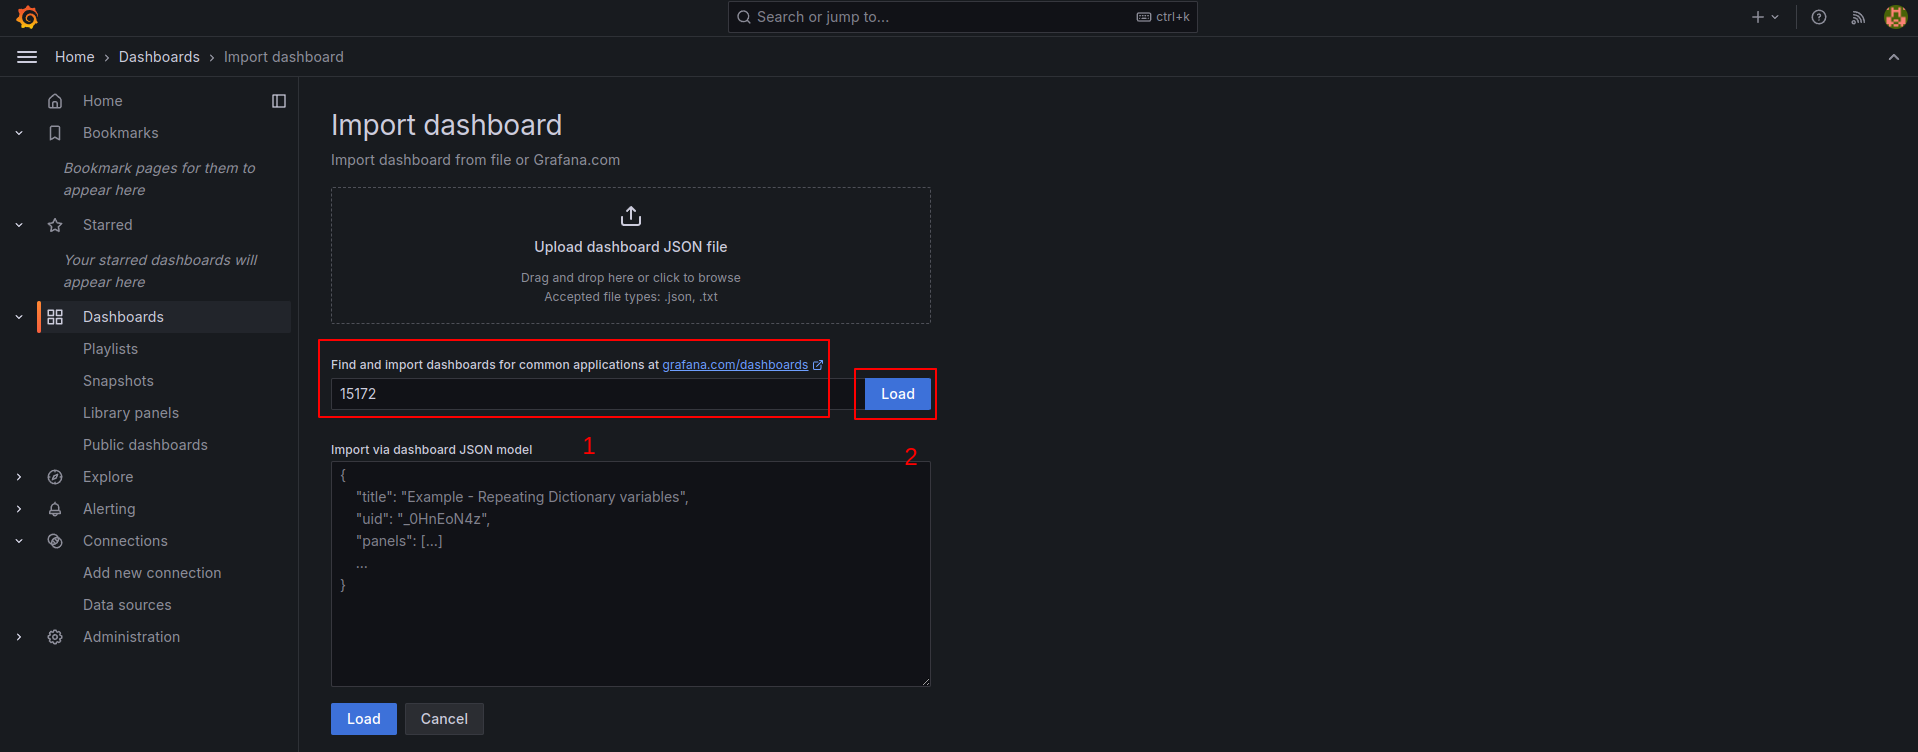 Search or jump to...
ctrl+k
Home › Dashboards › Import dashboard
Home
Bookmarks
Bookmark pages for them to
appear here
Starred
Your starred dashboards will
appear here
Dashboards
Playlists
Snapshots
Library panels
Public dashboards
Explore
Alerting
Connections
Add new connection
Data sources
Administration
Import dashboard
Import dashboard from file or Grafana.com
Upload dashboard JSON file
Drag and drop here or click to browse
Accepted file types: .json, .txt
Find and import dashboards for common applications at grafana.com/dashboards
15172
Load
1
2
Import via dashboard JSON model
{
"title": "Example - Repeating Dictionary variables",
"uid": "_0HnEoN4z",
"panels": [...]
...
}
Load
Cancel